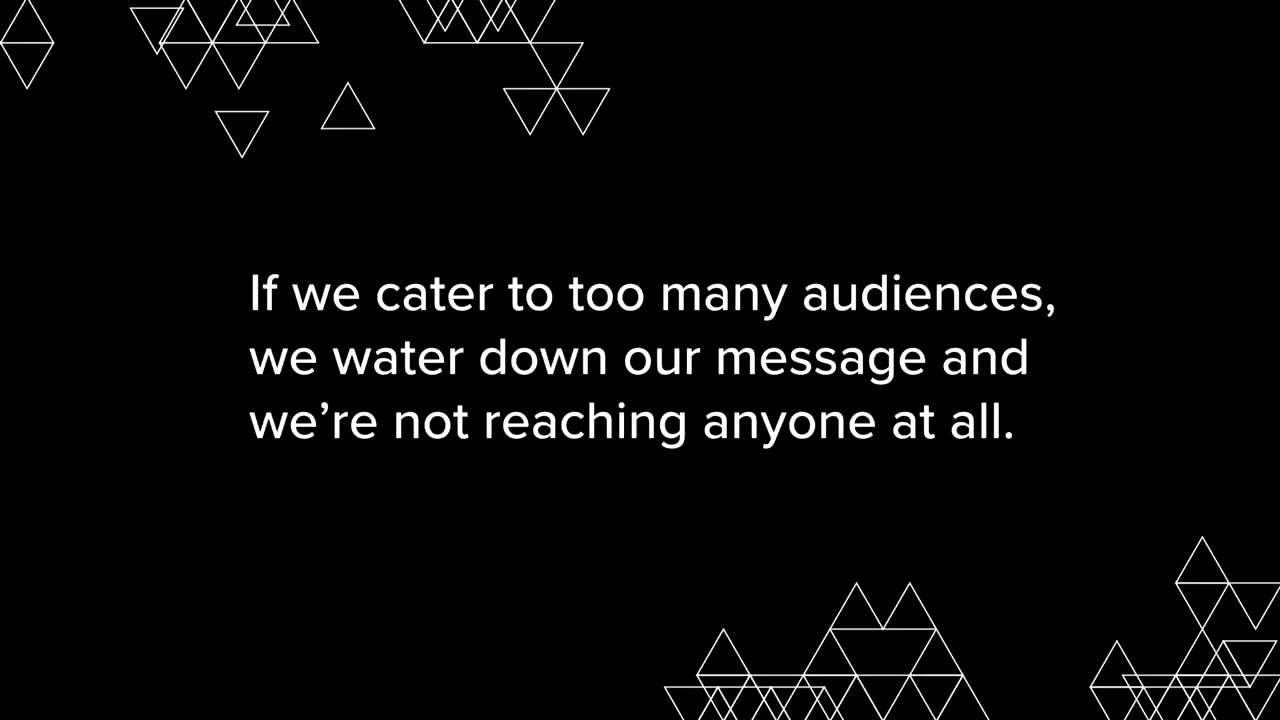 If we cater to too many audiences,
we water down our message and
we’re not reaching anyone at all.